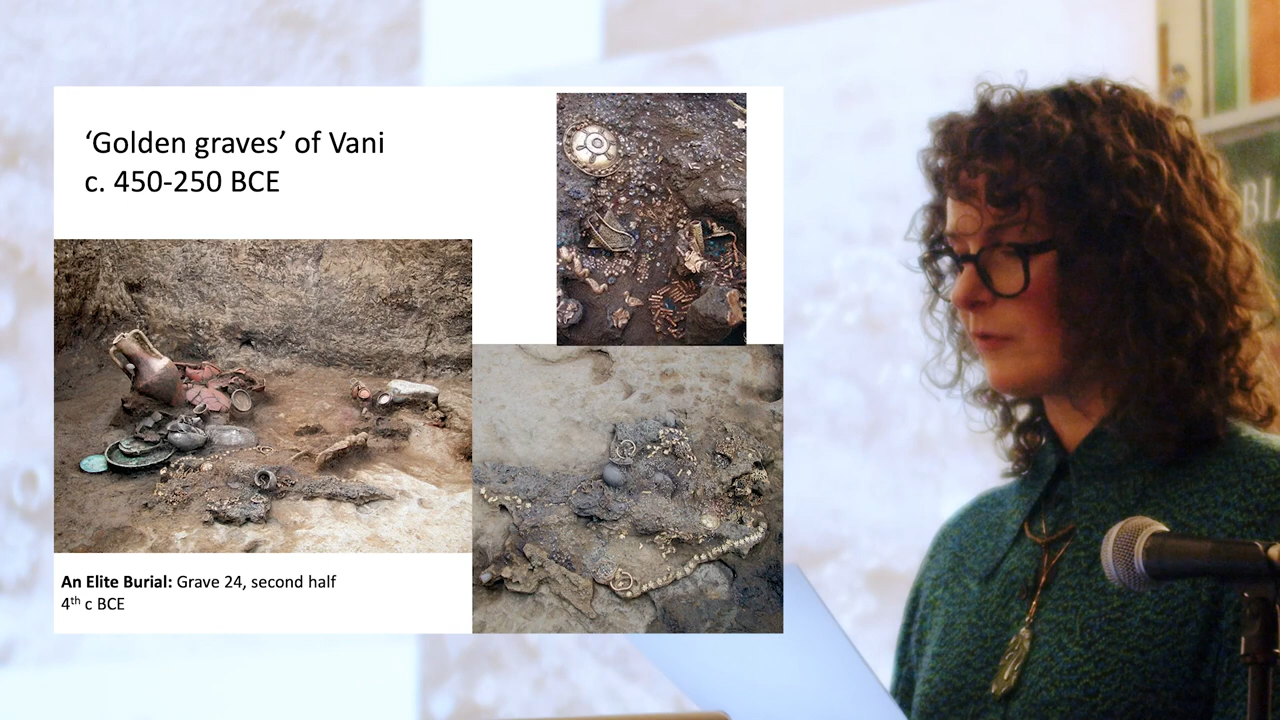 ‘Golden graves’ of Vani
c. 450-250 BCE
An Elite Burial: Grave 24, second half
4th c BCE